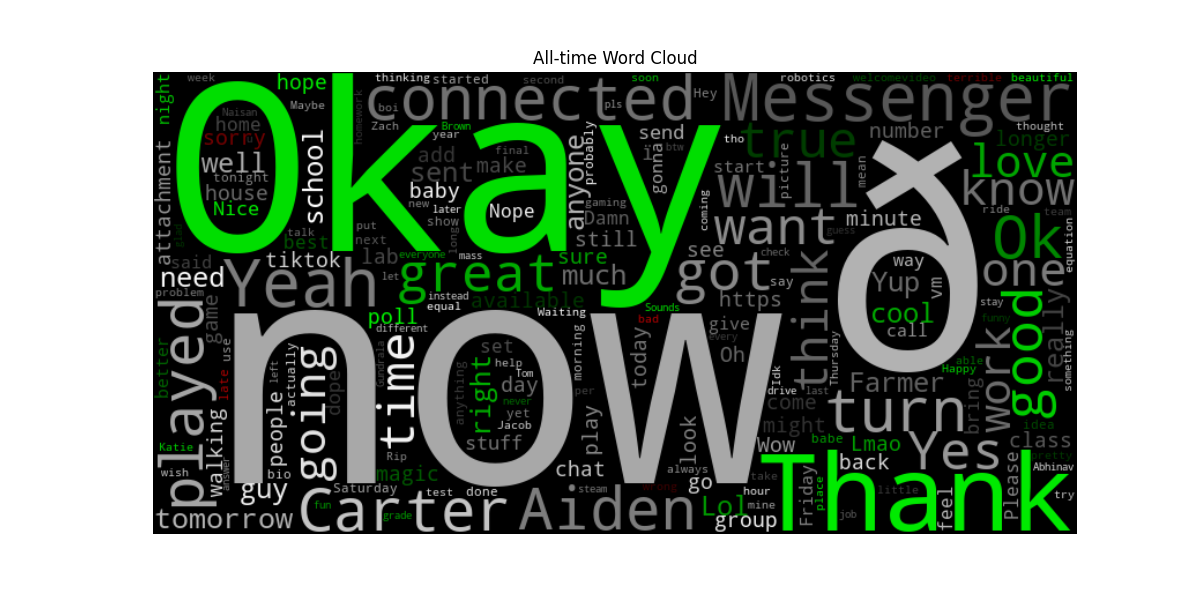 All-time Word Cloud
night
week
hope
thinking
started
second
soon
robotics
welcomevideo
terrible
beautiful
Okay
connected
Messenger
Maybe
boi
pls
Hey
Naisan
home
homework
Zach
Brown
year
probably
send
tho
true
number
thought
longer
sorry
well
tonight
house
Nice
school
add
final
sent
make
baby
new
later
show
Nope
gaming
Damn
anyone
gonna
btw
start
picture
will
mean
love
know
attachment
glad
talk
best
put
next
long
still
coming
want
minute
guess
ride
team
Ok
equation
said
tiktok
lab
everyone
mass
great
sure
see
check
way
ð
need
Yeah
let
much
got
say
https
think
Yup
vm
one
problem
game
instead
equal
available
Waiting
Sounds
bad
cool
call
stay
good
funny
really
played
poll
different
now
give
every
today
Oh
work
able
Happy
something
better
late
use
left
actually
dope
Gundrala
time
set
help
Tom
day
anything
right
never
yet
Jacob
stuff
morning
per
Idk
drive
last
Thursday
Farmer
bring
come
going
people
walking
play
look
might
turn
babe
Lmao
idea
class
Katie
wish
answer
bio
Rip
magic
chat
always
Wow
Yes
pretty
back
Abhinav
guy
Saturday
test
done
steam
wrong
go
take
hour
Friday
place
little
Please
try
tomorrow
fun
Carter
grade
Aiden
Lol
mine
group
Thank
job
feel